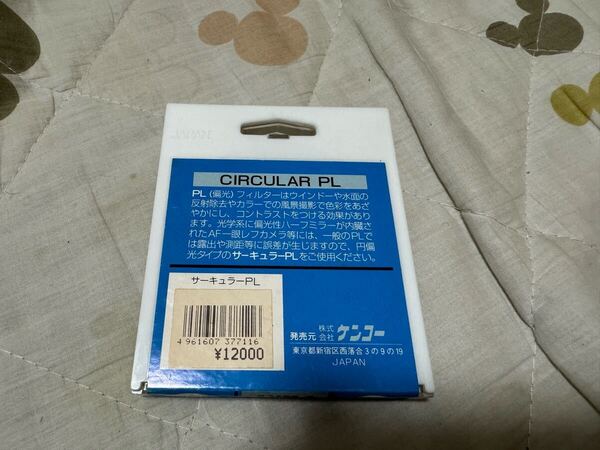 CIRCULAR PL
PL (偏光) フィルターはウインドーや水面の
反射除去やカラーでの風景撮影で色彩をあざ
やかにし、コントラストをつける効果があり
ます。光学系に偏光性ハーフミラーが内臓さ
れたAF一眼レフカメラ等には、一般のPLで
は露出や測距等に誤差が生じますので、円偏
光タイプのサーキュラーPLをご使用ください。
サーキュラーPL
4 961607 377116
¥12000
発売元 株式会社 ケンコー
東京都新宿区西落合3の9の19
JAPAN